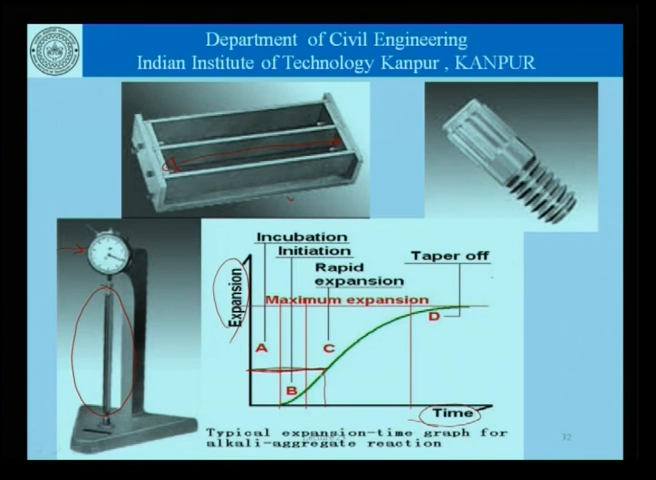 Department of Civil Engineering
Indian Institute of Technology Kanpur , KANPUR
Incubation
Initiation
Rapid
expansion
Taper off
Maximum expansion
Expansion
A
B
C
D
Time
Typical expansion-time graph for
alkali-aggregate reaction
32